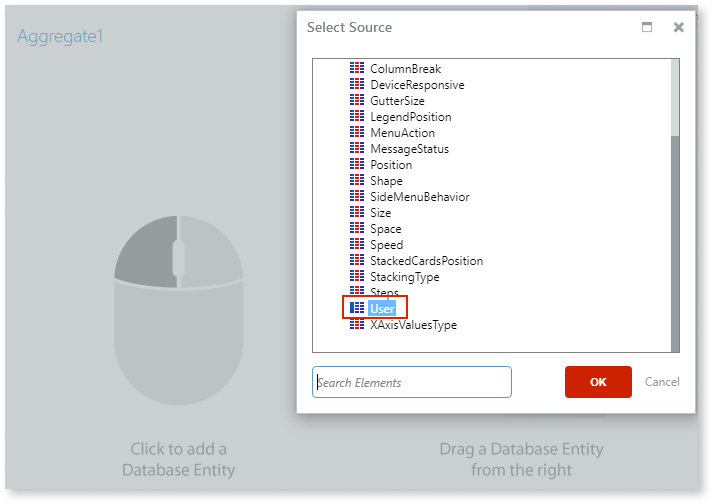 Aggregate1
Select Source
ColumnBreak
DeviceResponsive
GutterSize
LegendPosition
MenuAction
MessageStatus
Position
Shape
SideMenuBehavior
Size
Space
Speed
StackedCardsPosition
StackingType
Steps
User
XAxisValuesType
Search Elements
OK
Cancel
Click to add a
Database Entity
Drag a Database Entity
from the right